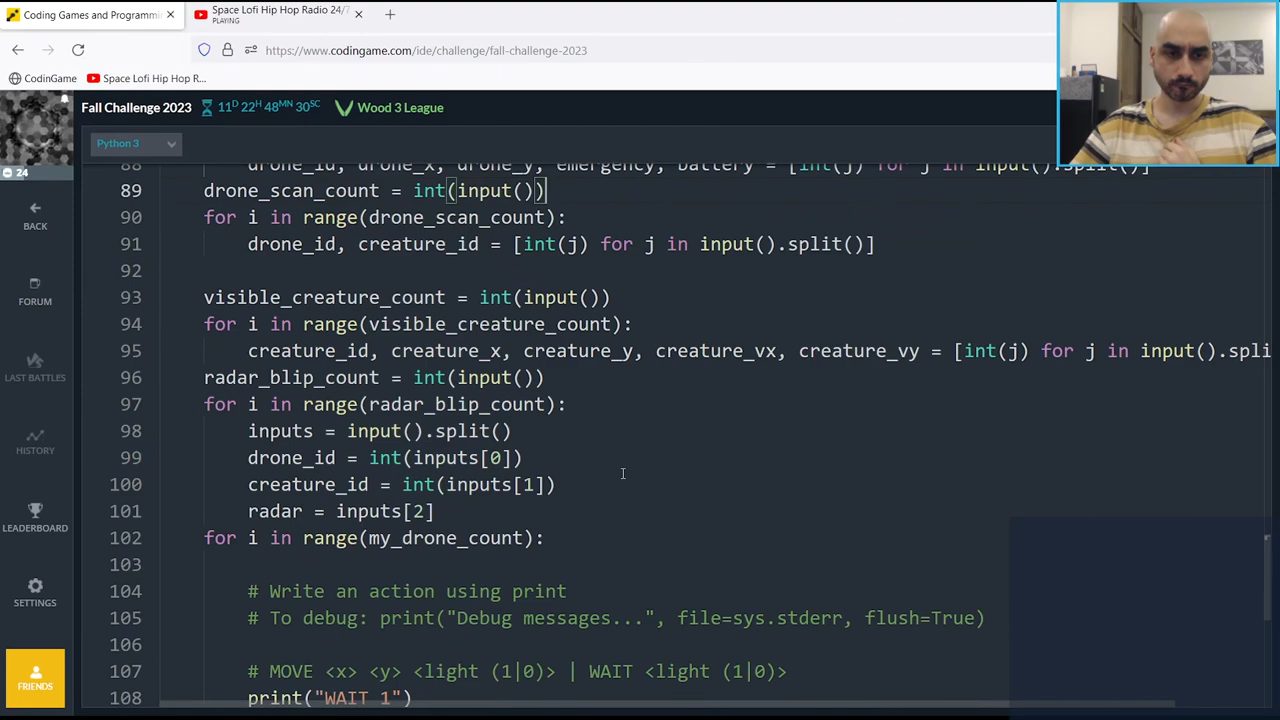 Coding Games and Programmin
Space Lofi Hip Hop Radio 24/7
PLAYING
https://www.codingame.com/ide/challenge/fall-challenge-2023
CodinGame
Space Lofi Hip Hop R...
Fall Challenge 2023
11D 22H 48MN 30SC
Wood 3 League
Python 3
24
BACK
FORUM
LAST BATTLES
HISTORY
LEADERBOARD
SETTINGS
FRIENDS
88 drone_id, drone_x, drone_y, emergency, battery = [int(j) for j in input().split()]
89 drone_scan_count = int(input())
90 for i in range(drone_scan_count):
91 drone_id, creature_id = [int(j) for j in input().split()]
92
93 visible_creature_count = int(input())
94 for i in range(visible_creature_count):
95 creature_id, creature_x, creature_y, creature_vx, creature_vy = [int(j) for j in input().spli
96 radar_blip_count = int(input())
97 for i in range(radar_blip_count):
98 inputs = input().split()
99 drone_id = int(inputs[0])
100 creature_id = int(inputs[1])
101 radar = inputs[2]
102 for i in range(my_drone_count):
103
104 # Write an action using print
105 # To debug: print("Debug messages...", file=sys.stderr, flush=True)
106
107 # MOVE <x> <y> <light (1|0)> | WAIT <light (1|0)>
108 print("WAIT 1")